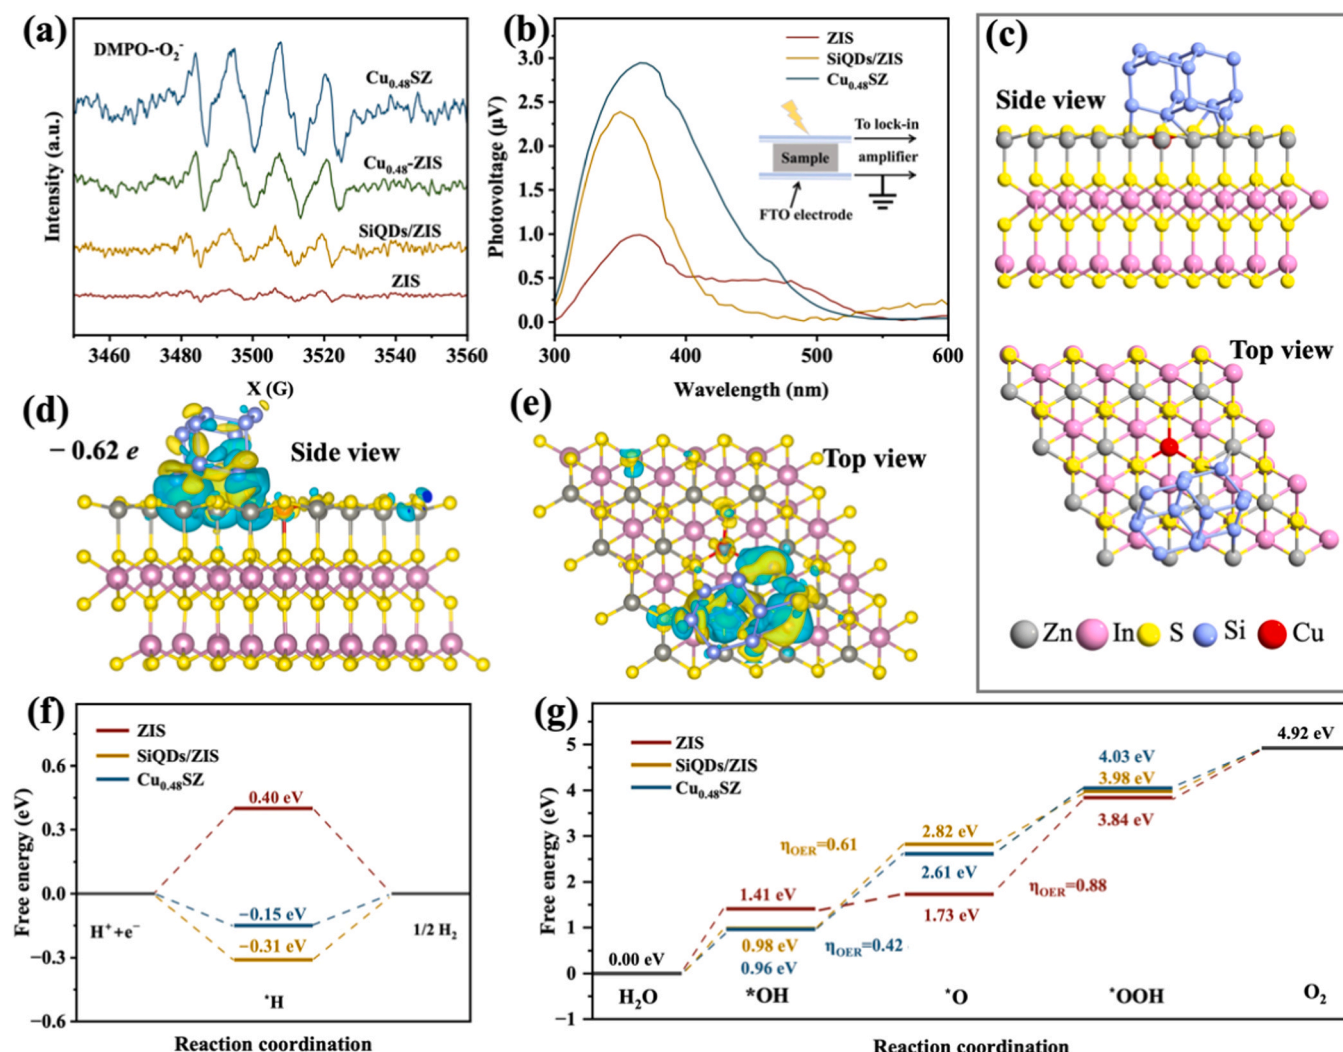 (a)
DMPO-·O₂⁻
Cu₀.₄₈SZ
Cu₀.₄₈-ZIS
SiQDs/ZIS
ZIS
Intensity (a.u.)
3460 3480 3500 3520 3540 3560
X (G)
(b)
ZIS
SiQDs/ZIS
Cu₀.₄₈SZ
3.0
2.5
2.0
1.5
1.0
0.5
0.0
Photovoltage (μV)
To lock-in
amplifier
Sample
FTO electrode
300 400 500 600
Wavelength (nm)
(c)
Side view
Top view
Zn In S Si Cu
(d)
− 0.62 e
Side view
(e)
Top view
(f)
ZIS
SiQDs/ZIS
Cu₀.₄₈SZ
0.6
0.3
0.0
−0.3
−0.6
Free energy (eV)
0.40 eV
−0.15 eV
−0.31 eV
H⁺+e⁻
1/2 H₂
*H
Reaction coordination
(g)
ZIS
SiQDs/ZIS
Cu₀.₄₈SZ
5
4
3
2
1
0
−1
Free energy (eV)
4.92 eV
4.03 eV
3.98 eV
3.84 eV
2.82 eV
2.61 eV
1.73 eV
η_OER=0.61
η_OER=0.88
η_OER=0.42
1.41 eV
0.98 eV
0.96 eV
0.00 eV
H₂O *OH *O *OOH O₂
Reaction coordination